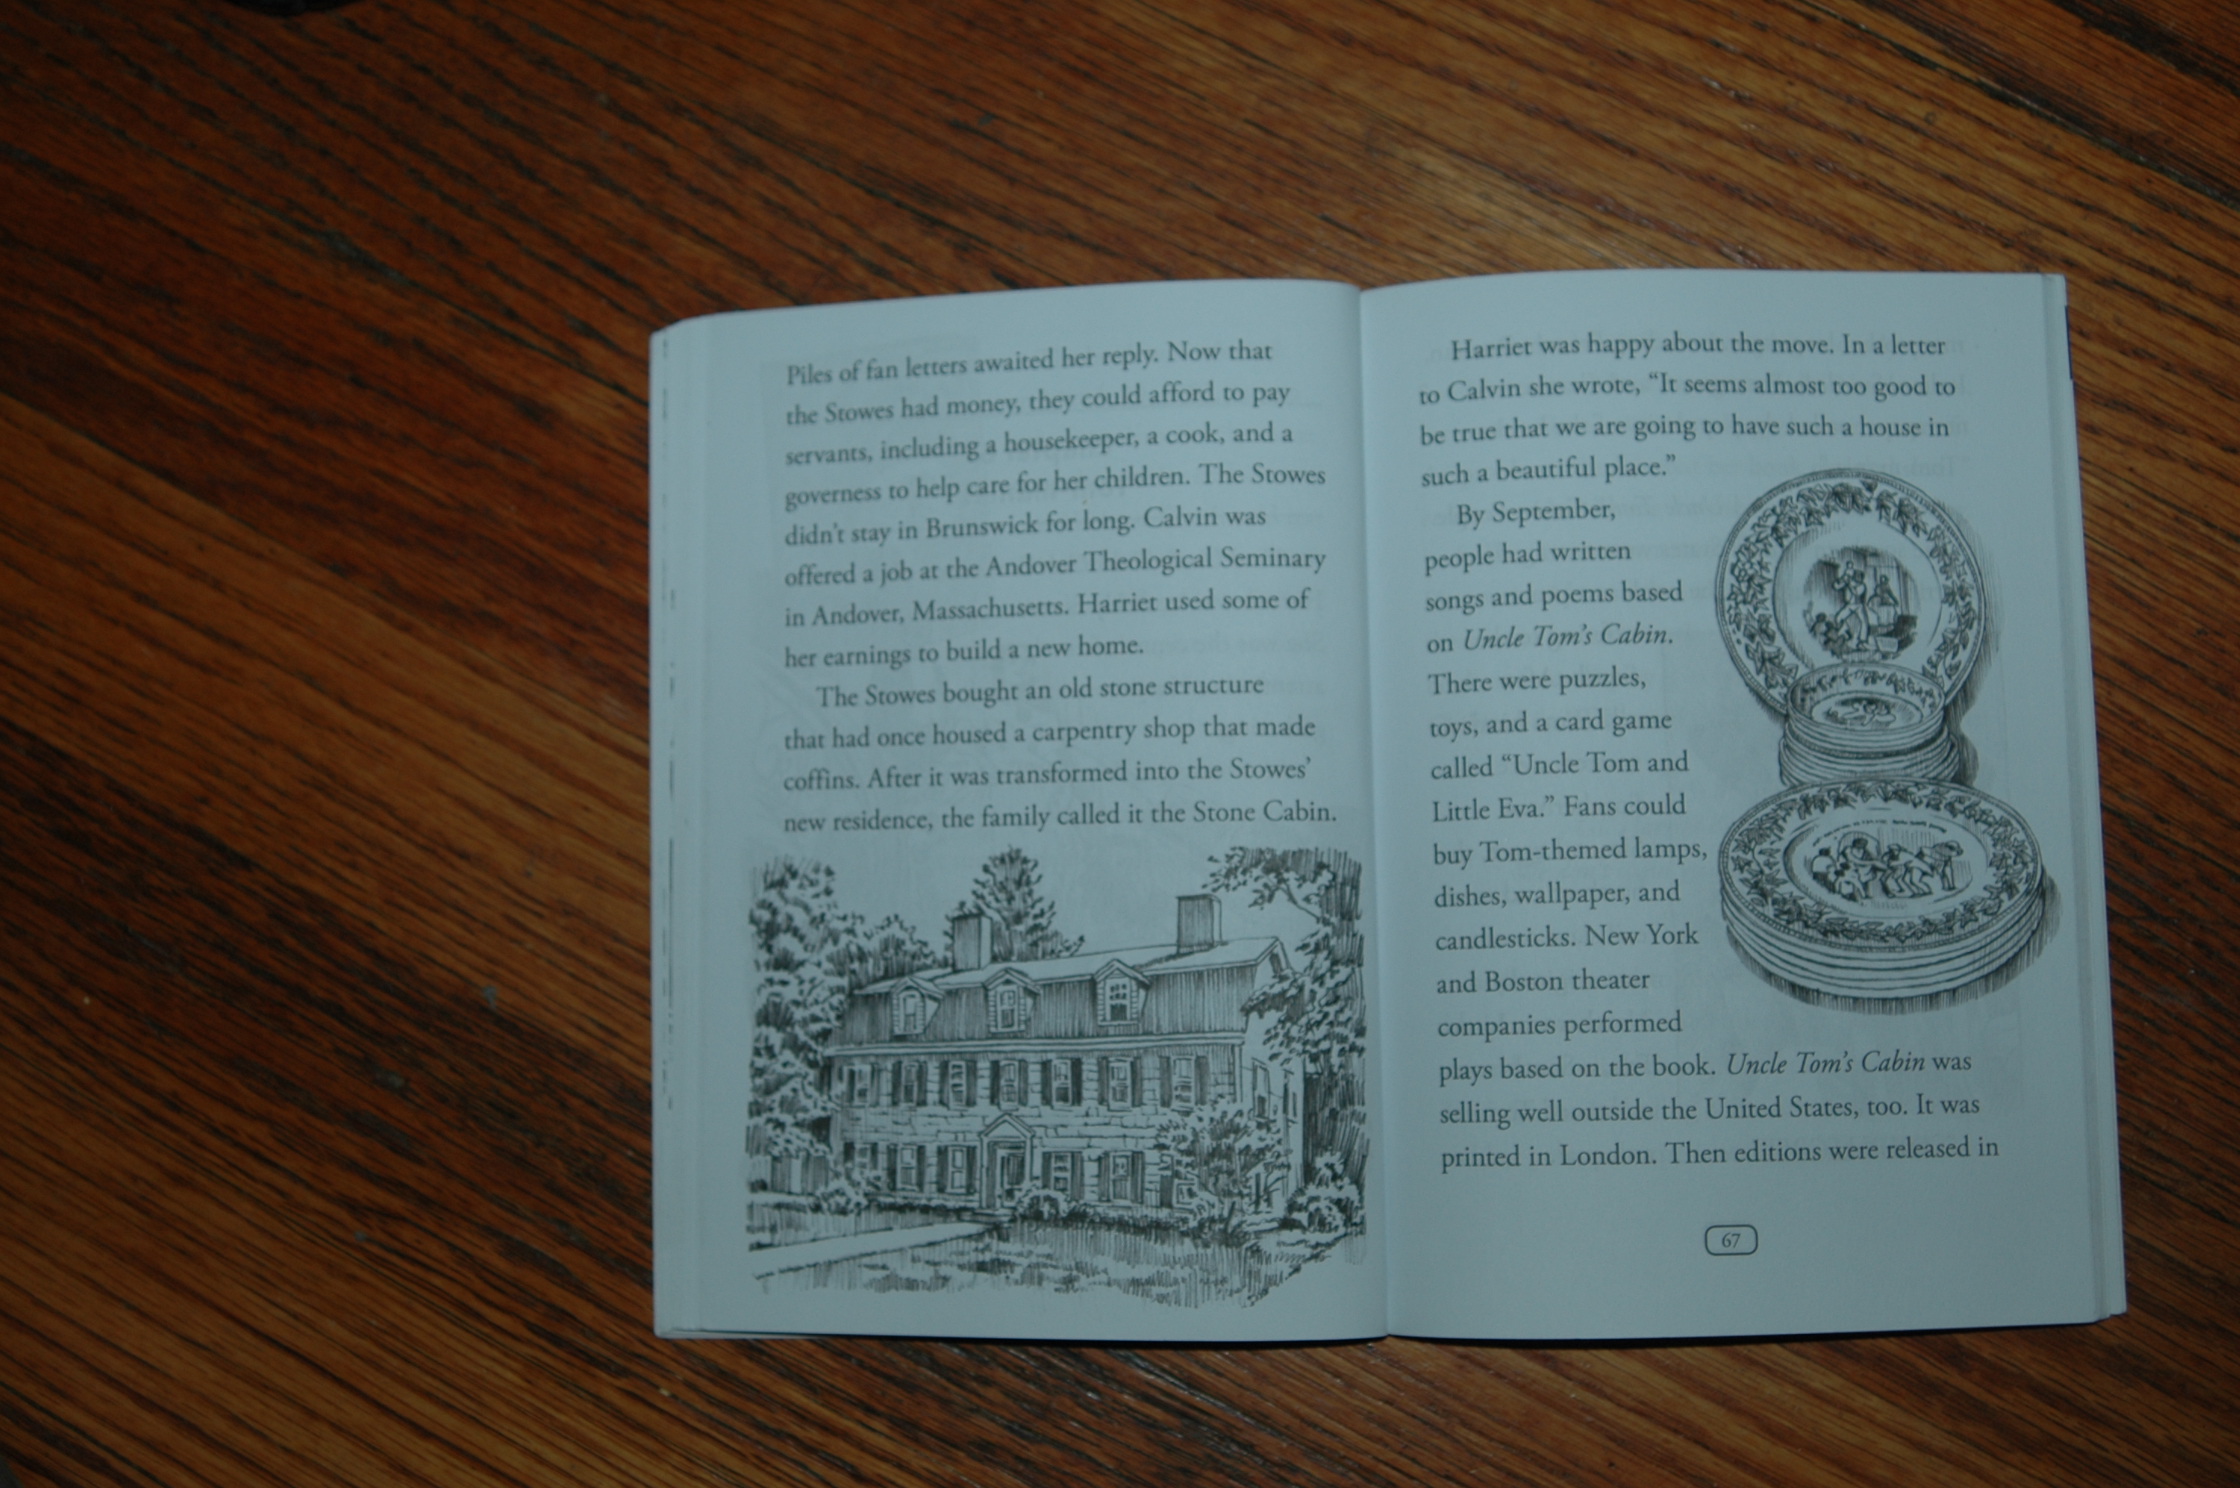 Piles of fan letters awaited her reply. Now that
the Stowes had money, they could afford to pay
servants, including a housekeeper, a cook, and a
governess to help care for her children. The Stowes
didn't stay in Brunswick for long. Calvin was
offered a job at the Andover Theological Seminary
in Andover, Massachusetts. Harriet used some of
her earnings to build a new home.
The Stowes bought an old stone structure
that had once housed a carpentry shop that made
coffins. After it was transformed into the Stowes'
new residence, the family called it the Stone Cabin.
Harriet was happy about the move. In a letter
to Calvin she wrote, “It seems almost too good to
be true that we are going to have such a house in
such a beautiful place.”
By September,
people had written
songs and poems based
on Uncle Tom's Cabin.
There were puzzles,
toys, and a card game
called “Uncle Tom and
Little Eva.” Fans could
buy Tom-themed lamps,
dishes, wallpaper, and
candlesticks. New York
and Boston theater
companies performed
plays based on the book. Uncle Tom's Cabin was
selling well outside the United States, too. It was
printed in London. Then editions were released in
67